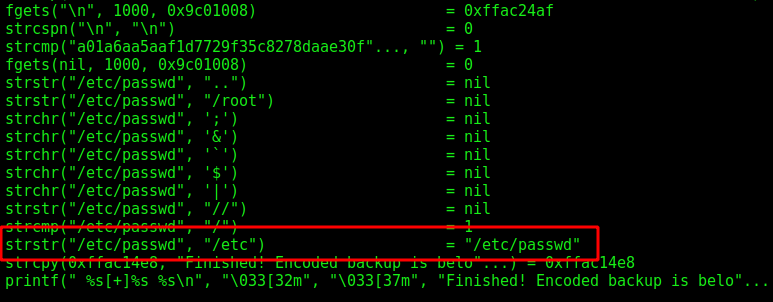 fgets("\n", 1000, 0x9c01008) = 0xffac24af
strcspn("\n", "\n") = 0
strcmp("a01a6aa5aaf1d7729f35c8278daae30f"..., "") = 1
fgets(nil, 1000, 0x9c01008) = 0
strstr("/etc/passwd", "..") = nil
strstr("/etc/passwd", "/root") = nil
strchr("/etc/passwd", ';') = nil
strchr("/etc/passwd", '&') = nil
strchr("/etc/passwd", '`') = nil
strchr("/etc/passwd", '$') = nil
strchr("/etc/passwd", '|') = nil
strstr("/etc/passwd", "//") = nil
strcmp("/etc/passwd", "/") = 1
strstr("/etc/passwd", "/etc") = "/etc/passwd"
strcpy(0xffac14e8, "Finished! Encoded backup is belo"...) = 0xffac14e8
printf(" %s[+]%s %s\n", "\033[32m", "\033[37m", "Finished! Encoded backup is belo"...